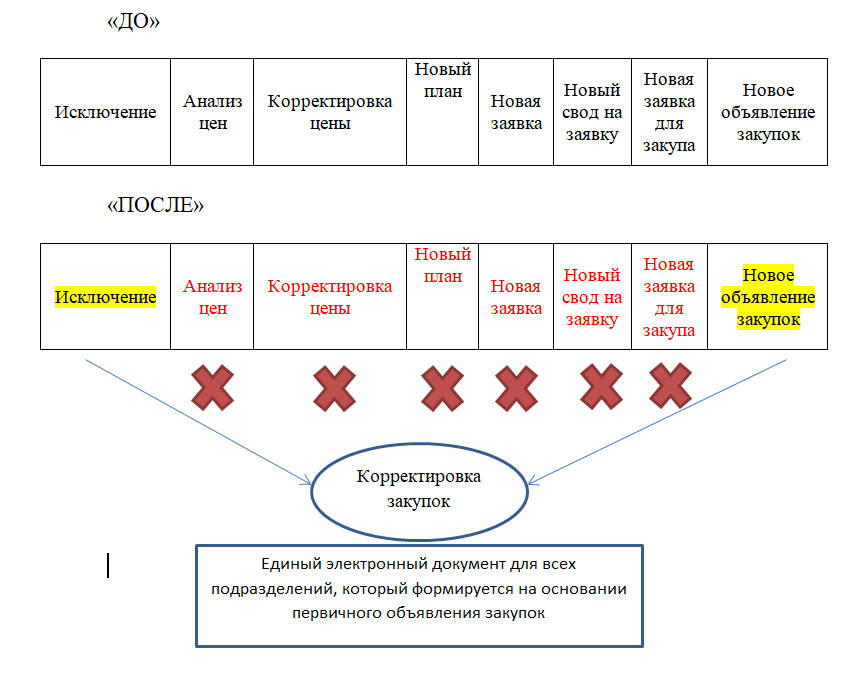 «ДО»
Исключение
Анализ
цен
Корректировка
цены
Новый
план
Новая
заявка
Новый
свод на
заявку
Новая
заявка
для
закупа
Новое
объявление
закупок
«ПОСЛЕ»
Исключение
Анализ
цен
Корректировка
цены
Новый
план
Новая
заявка
Новый
свод на
заявку
Новая
заявка
для
закупа
Новое
объявление
закупок
Корректировка
закупок
Единый электронный документ для всех
подразделений, который формируется на основании
первичного объявления закупок